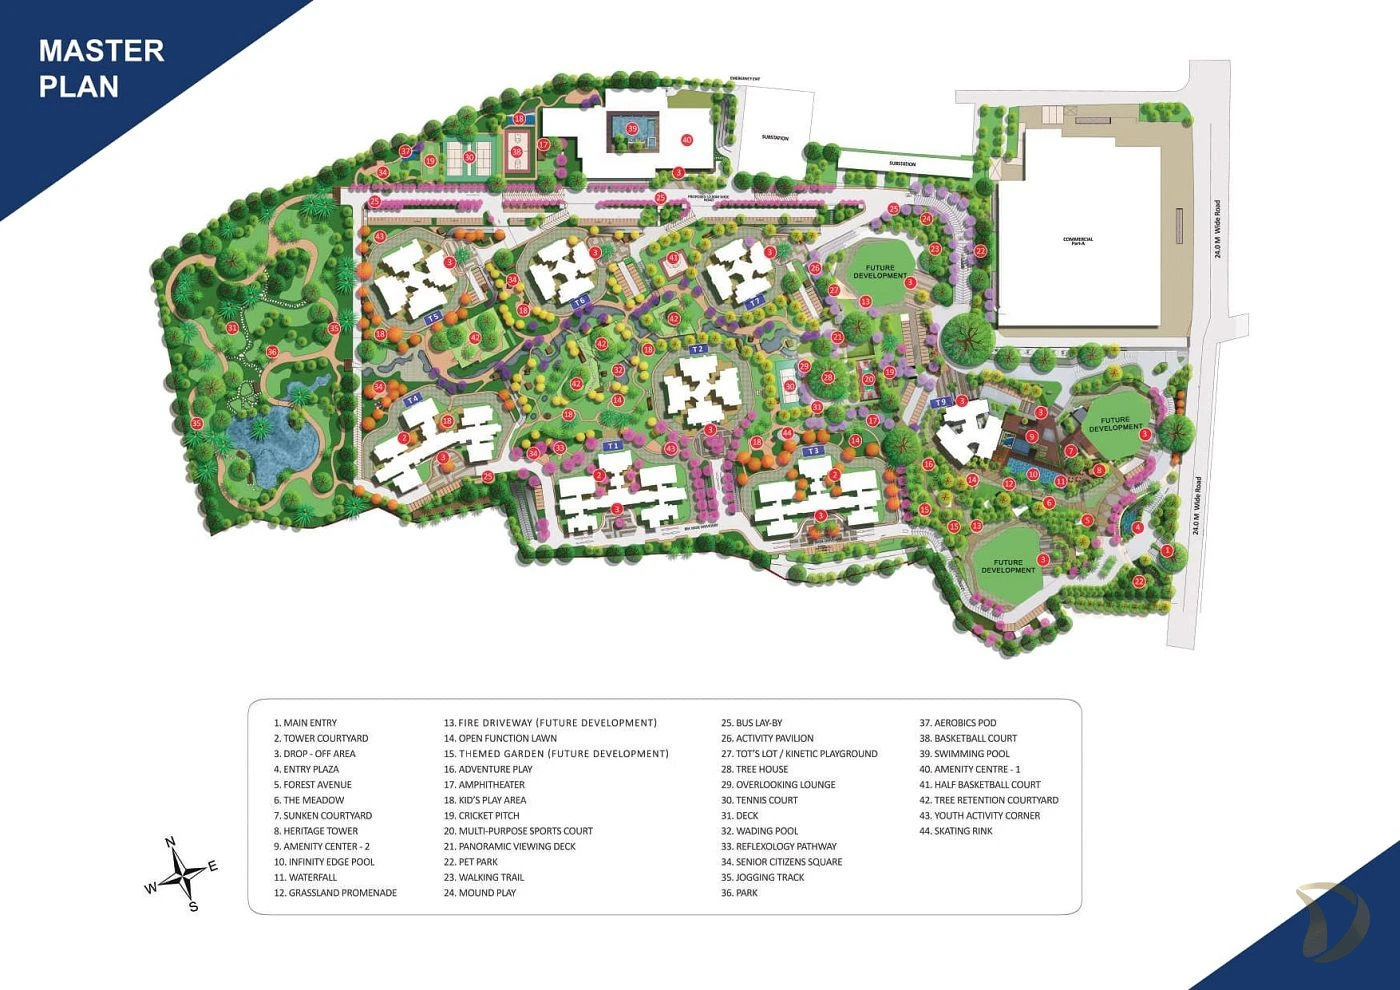 MASTER
PLAN
EMERGENCY EXIT
SUBSTATION
SUBSTATION
PROPOSED 12.00M WIDE
ROAD
COMMERCIAL
Part-A
24.0 M Wide Road
24.0 M Wide Road
FUTURE
DEVELOPMENT
FUTURE
DEVELOPMENT
FUTURE
DEVELOPMENT
T5
T6
T7
T2
T4
T9
T1
T3
N
E
W
S
1. MAIN ENTRY
2. TOWER COURTYARD
3. DROP - OFF AREA
4. ENTRY PLAZA
5. FOREST AVENUE
6. THE MEADOW
7. SUNKEN COURTYARD
8. HERITAGE TOWER
9. AMENITY CENTER - 2
10. INFINITY EDGE POOL
11. WATERFALL
12. GRASSLAND PROMENADE
13. FIRE DRIVEWAY (FUTURE DEVELOPMENT)
14. OPEN FUNCTION LAWN
15. THEMED GARDEN (FUTURE DEVELOPMENT)
16. ADVENTURE PLAY
17. AMPHITHEATER
18. KID'S PLAY AREA
19. CRICKET PITCH
20. MULTI-PURPOSE SPORTS COURT
21. PANORAMIC VIEWING DECK
22. PET PARK
23. WALKING TRAIL
24. MOUND PLAY
25. BUS LAY-BY
26. ACTIVITY PAVILION
27. TOT'S LOT / KINETIC PLAYGROUND
28. TREE HOUSE
29. OVERLOOKING LOUNGE
30. TENNIS COURT
31. DECK
32. WADING POOL
33. REFLEXOLOGY PATHWAY
34. SENIOR CITIZENS SQUARE
35. JOGGING TRACK
36. PARK
37. AEROBICS POD
38. BASKETBALL COURT
39. SWIMMING POOL
40. AMENITY CENTRE - 1
41. HALF BASKETBALL COURT
42. TREE RETENTION COURTYARD
43. YOUTH ACTIVITY CORNER
44. SKATING RINK